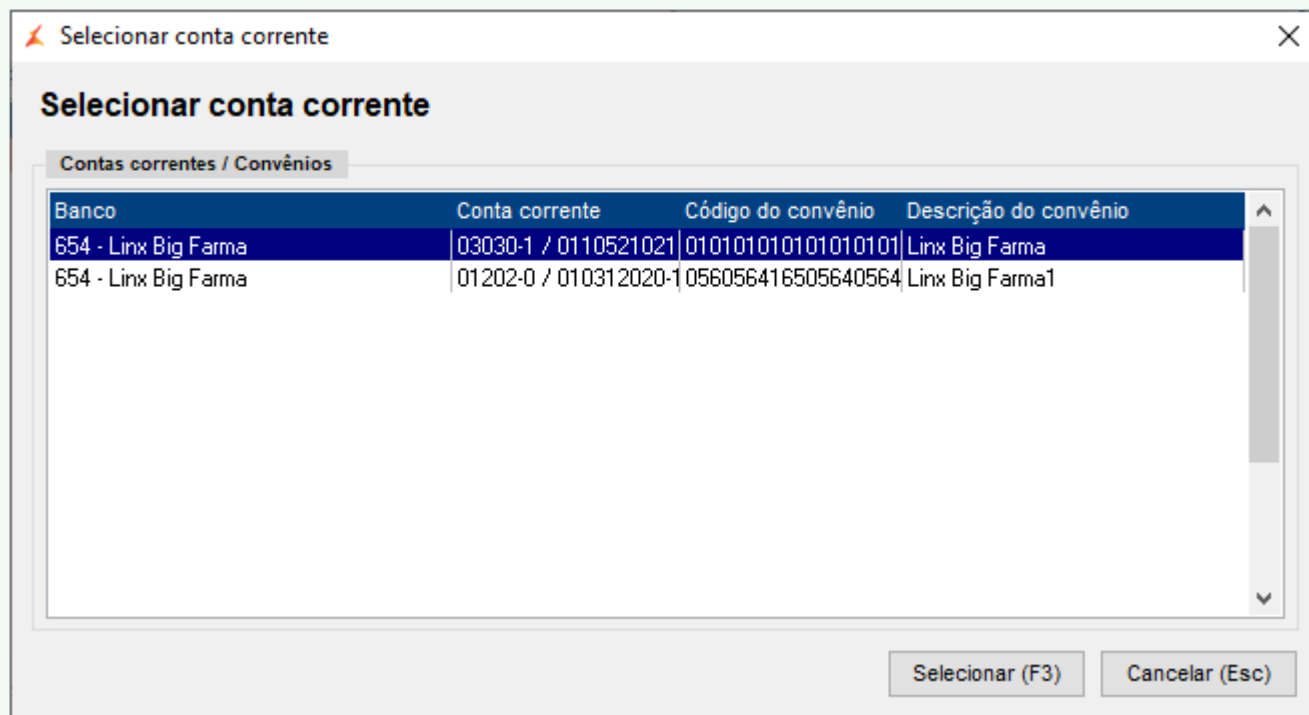 Selecionar conta corrente
Selecionar conta corrente
Contas correntes / Convênios
Banco Conta corrente Código do convênio Descrição do convênio
654 - Linx Big Farma 03030-1 / 0110521021 010101010101010101 Linx Big Farma
654 - Linx Big Farma 01202-0 / 010312020-1 056056416505640564 Linx Big Farma1
Selecionar (F3) Cancelar (Esc)